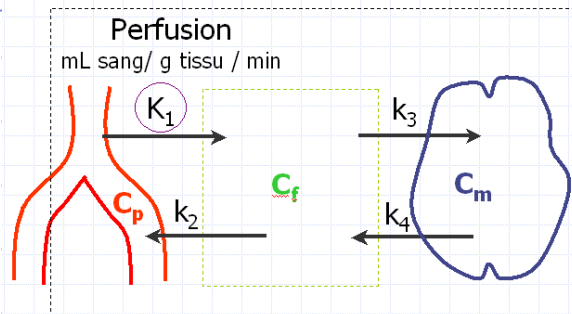 Perfusion
mL sang/ g tissu / min
K1
k3
Cp
k2
Cf
k4
Cm